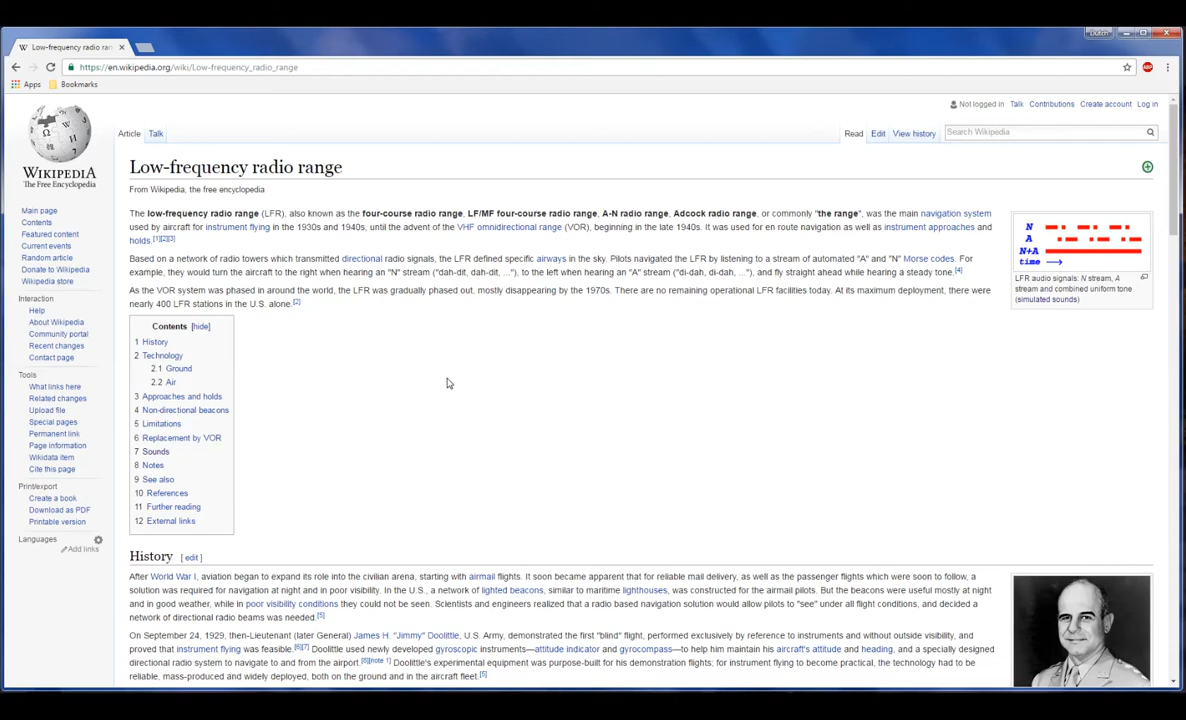 Dutch
Low-frequency radio ran
https://en.wikipedia.org/wiki/Low-frequency_radio_range
Apps Bookmarks
Not logged in Talk Contributions Create account Log in
Article Talk Read Edit View history Search Wikipedia
WIKIPEDIA
The Free Encyclopedia
Main page
Contents
Featured content
Current events
Random article
Donate to Wikipedia
Wikipedia store
Interaction
Help
About Wikipedia
Community portal
Recent changes
Contact page
Tools
What links here
Related changes
Upload file
Special pages
Permanent link
Page information
Wikidata item
Cite this page
Print/export
Create a book
Download as PDF
Printable version
Languages
Add links
Low-frequency radio range
From Wikipedia, the free encyclopedia
The low-frequency radio range (LFR), also known as the four-course radio range, LF/MF four-course radio range, A-N radio range, Adcock radio range, or commonly "the range", was the main navigation system
used by aircraft for instrument flying in the 1930s and 1940s, until the advent of the VHF omnidirectional range (VOR), beginning in the late 1940s. It was used for en route navigation as well as instrument approaches and
holds.[1][2][3]
Based on a network of radio towers which transmitted directional radio signals, the LFR defined specific airways in the sky. Pilots navigated the LFR by listening to a stream of automated "A" and "N" Morse codes. For
example, they would turn the aircraft to the right when hearing an "N" stream ("dah-dit, dah-dit, ..."), to the left when hearing an "A" stream ("di-dah, di-dah, ..."), and fly straight ahead while hearing a steady tone.[4]
As the VOR system was phased in around the world, the LFR was gradually phased out, mostly disappearing by the 1970s. There are no remaining operational LFR facilities today. At its maximum deployment, there were
nearly 400 LFR stations in the U.S. alone.[2]
N
A
N+A
time
LFR audio signals: N stream, A
stream and combined uniform tone
(simulated sounds)
Contents [hide]
1 History
2 Technology
2.1 Ground
2.2 Air
3 Approaches and holds
4 Non-directional beacons
5 Limitations
6 Replacement by VOR
7 Sounds
8 Notes
9 See also
10 References
11 Further reading
12 External links
History [ edit ]
After World War I, aviation began to expand its role into the civilian arena, starting with airmail flights. It soon became apparent that for reliable mail delivery, as well as the passenger flights which were soon to follow, a
solution was required for navigation at night and in poor visibility. In the U.S., a network of lighted beacons, similar to maritime lighthouses, was constructed for the airmail pilots. But the beacons were useful mostly at night
and in good weather, while in poor visibility conditions they could not be seen. Scientists and engineers realized that a radio based navigation solution would allow pilots to "see" under all flight conditions, and decided a
network of directional radio beams was needed.[5]
On September 24, 1929, then-Lieutenant (later General) James H. "Jimmy" Doolittle, U.S. Army, demonstrated the first "blind" flight, performed exclusively by reference to instruments and without outside visibility, and
proved that instrument flying was feasible.[6][7] Doolittle used newly developed gyroscopic instruments—attitude indicator and gyrocompass—to help him maintain his aircraft's attitude and heading, and a specially designed
directional radio system to navigate to and from the airport.[8][note 1] Doolittle's experimental equipment was purpose-built for his demonstration flights; for instrument flying to become practical, the technology had to be
reliable, mass-produced and widely deployed, both on the ground and in the aircraft fleet.[5]